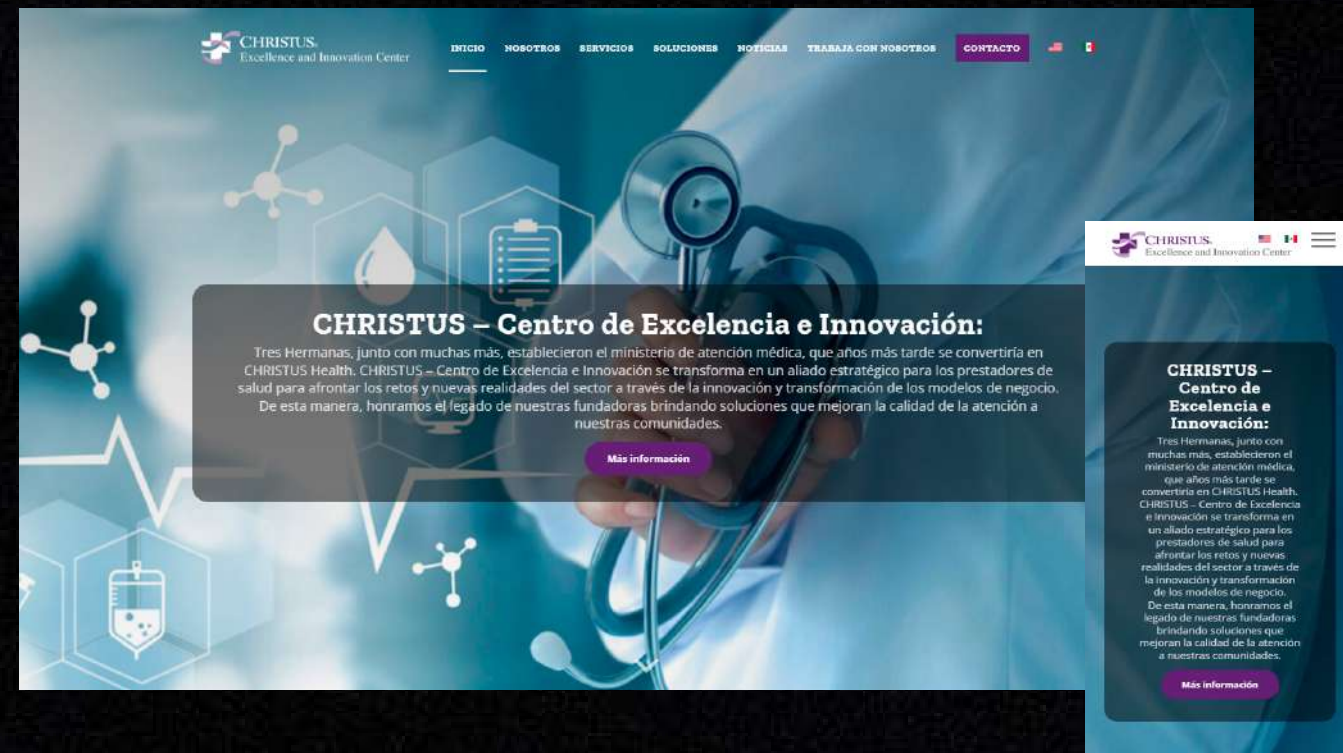 CHRISTUS.
Excellence and Innovation Center
INICIO NOSOTROS SERVICIOS SOLUCIONES NOTICIAS TRABAJA CON NOSOTROS CONTACTO
CHRISTUS – Centro de Excelencia e Innovación:
Tres Hermanas, junto con muchas más, establecieron el ministerio de atención médica, que años más tarde se convertiría en
CHRISTUS Health. CHRISTUS – Centro de Excelencia e Innovación se transforma en un aliado estratégico para los prestadores de
salud para afrontar los retos y nuevas realidades del sector a través de la innovación y transformación de los modelos de negocio.
De esta manera, honramos el legado de nuestras fundadoras brindando soluciones que mejoran la calidad de la atención a
nuestras comunidades.
Más información
CHRISTUS.
Excellence and Innovation Center
CHRISTUS –
Centro de
Excelencia e
Innovación:
Tres Hermanas, junto con
muchas más, establecieron el
ministerio de atención médica,
que años más tarde se
convertiría en CHRISTUS Health.
CHRISTUS – Centro de Excelencia
e Innovación se transforma en
un aliado estratégico para los
prestadores de salud para
afrontar los retos y nuevas
realidades del sector a través de
la innovación y transformación
de los modelos de negocio.
De esta manera, honramos el
legado de nuestras fundadoras
brindando soluciones que
mejoran la calidad de la atención
a nuestras comunidades.
Más información